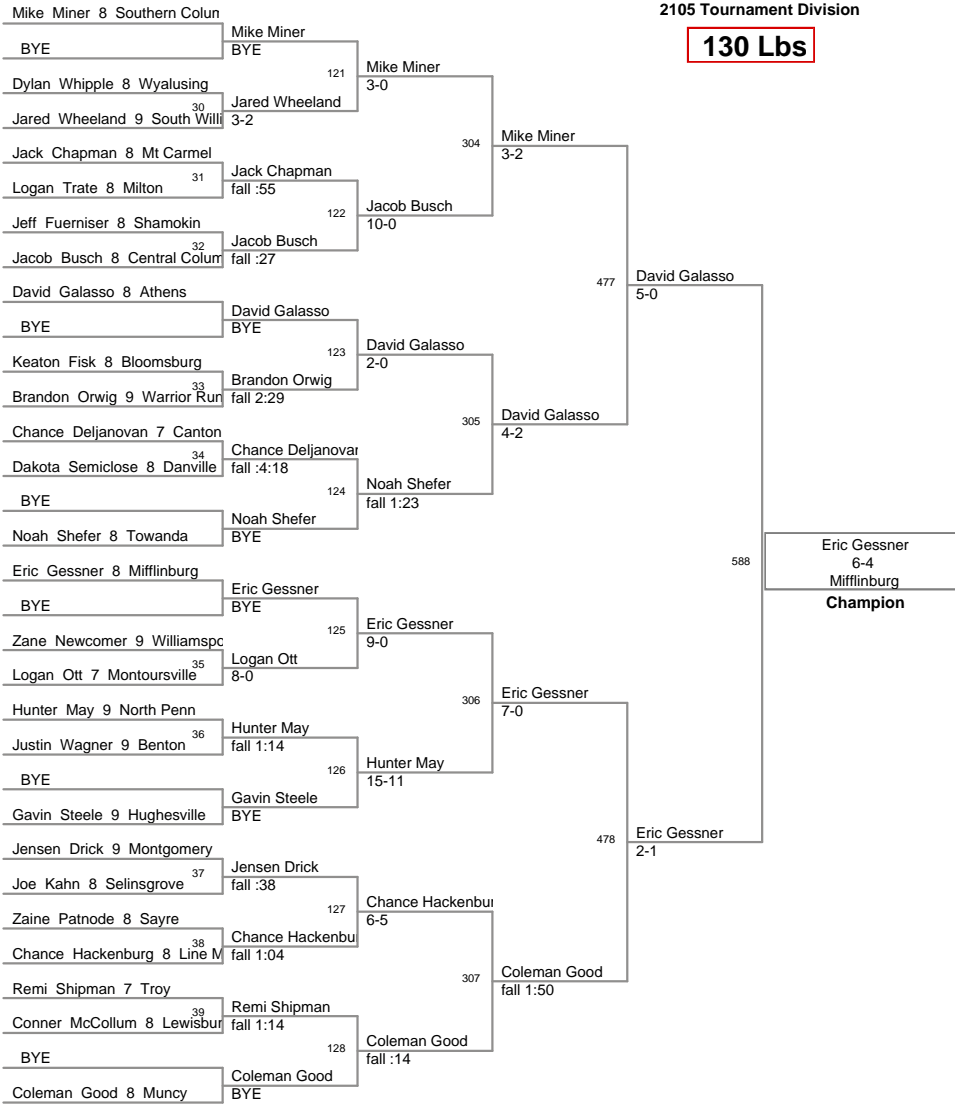 2105 Tournament Division
130 Lbs
Mike Miner 8 Southern Colum
BYE
Dylan Whipple 8 Wyalusing
30
Jared Wheeland 9 South Willi
Jack Chapman 8 Mt Carmel
31
Logan Trate 8 Milton
Jeff Fuerniser 8 Shamokin
32
Jacob Busch 8 Central Colum
David Galasso 8 Athens
BYE
Keaton Fisk 8 Bloomsburg
33
Brandon Orwig 9 Warrior Run
Chance Deljanovan 7 Canton
34
Dakota Semiclose 8 Danville
BYE
Noah Shefer 8 Towanda
Eric Gessner 8 Mifflinburg
BYE
Zane Newcomer 9 Williamspo
35
Logan Ott 7 Montoursville
Hunter May 9 North Penn
36
Justin Wagner 9 Benton
BYE
Gavin Steele 9 Hughesville
Jensen Drick 9 Montgomery
37
Joe Kahn 8 Selinsgrove
Zaine Patnode 8 Sayre
38
Chance Hackenburg 8 Line M
Remi Shipman 7 Troy
39
Conner McCollum 8 Lewisbur
BYE
Coleman Good 8 Muncy
Mike Miner
BYE
121
Jared Wheeland
3-2
Jack Chapman
fall :55
122
Jacob Busch
fall :27
David Galasso
BYE
123
Brandon Orwig
fall 2:29
Chance Deljanovan
fall :4:18
124
Noah Shefer
BYE
Eric Gessner
BYE
125
Logan Ott
8-0
Hunter May
fall 1:14
126
Gavin Steele
BYE
Jensen Drick
fall :38
127
Chance Hackenbu
fall 1:04
Remi Shipman
fall 1:14
128
Coleman Good
BYE
Mike Miner
3-0
304
Jacob Busch
10-0
David Galasso
2-0
305
Noah Shefer
fall 1:23
Eric Gessner
9-0
306
Hunter May
15-11
Chance Hackenbur
6-5
307
Coleman Good
fall :14
Mike Miner
3-2
477
David Galasso
4-2
Eric Gessner
7-0
478
Coleman Good
fall 1:50
David Galasso
5-0
588
Eric Gessner
2-1
Eric Gessner
6-4
Mifflinburg
Champion